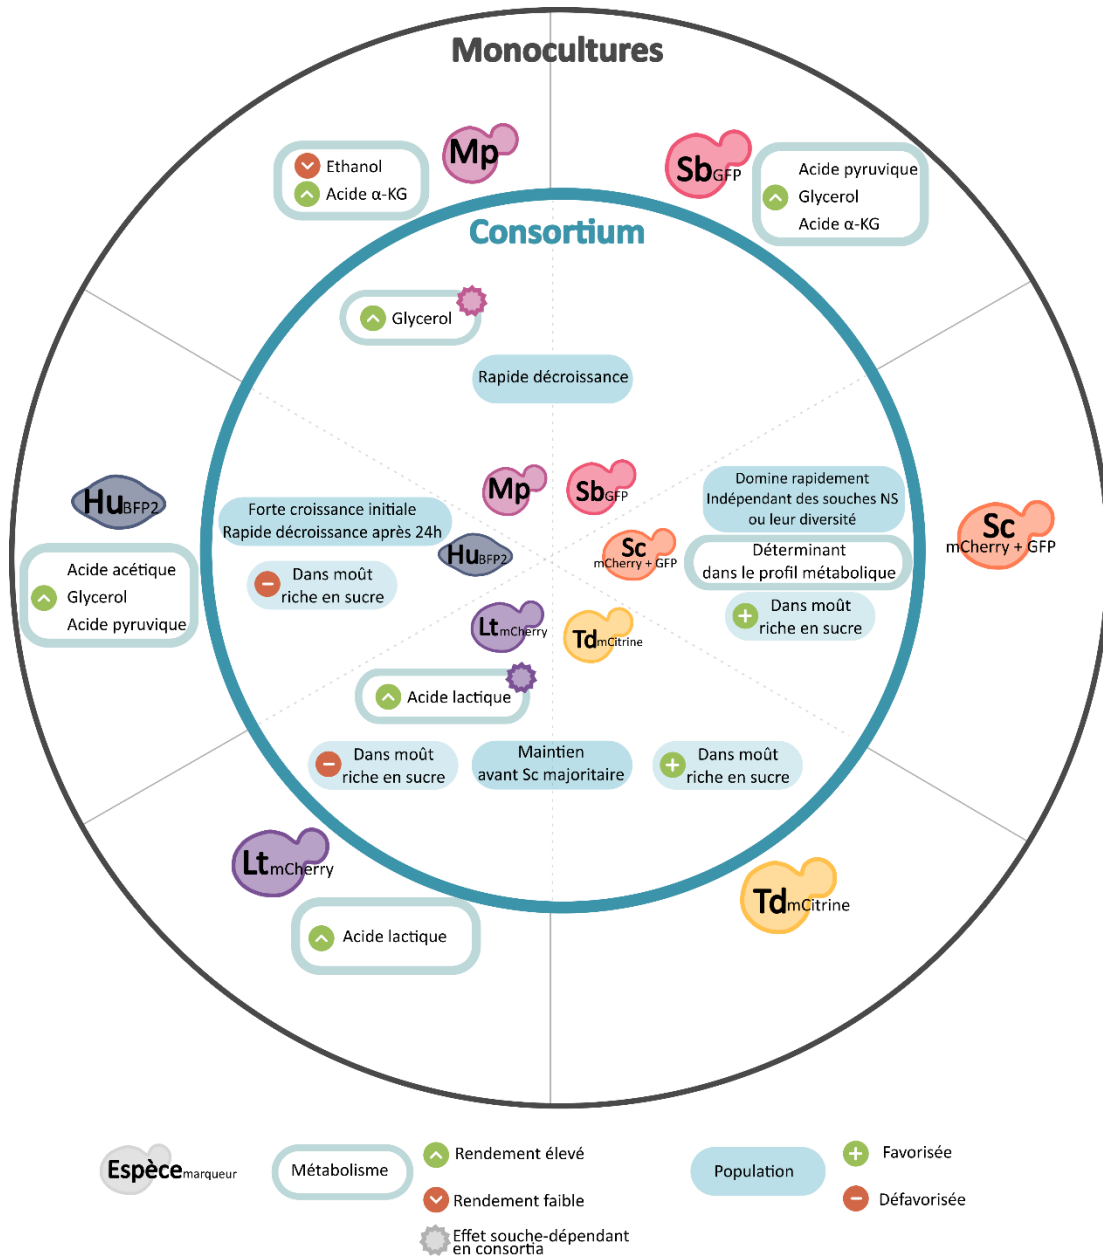 Monocultures
Mp
Ethanol
Acide α-KG
Sb GFP
Acide pyruvique
Glycerol
Acide α-KG
Consortium
Glycerol
Rapide décroissance
Mp
Sb GFP
Hu BFP2
Acide acétique
Glycerol
Acide pyruvique
Forte croissance initiale
Rapide décroissance après 24h
Hu BFP2
Dans moût
riche en sucre
Domine rapidement
Indépendant des souches NS
ou leur diversité
Sc
mCherry + GFP
Déterminant
dans le profil métabolique
Dans moût
riche en sucre
Sc
mCherry + GFP
Lt mCherry
Td mCitrine
Acide lactique
Dans moût
riche en sucre
Maintien
avant Sc majoritaire
Dans moût
riche en sucre
Lt mCherry
Acide lactique
Td mCitrine
Espèce marqueur
Métabolisme
Rendement élevé
Rendement faible
Effet souche-dépendant
en consortia
Population
Favorisée
Défavorisée